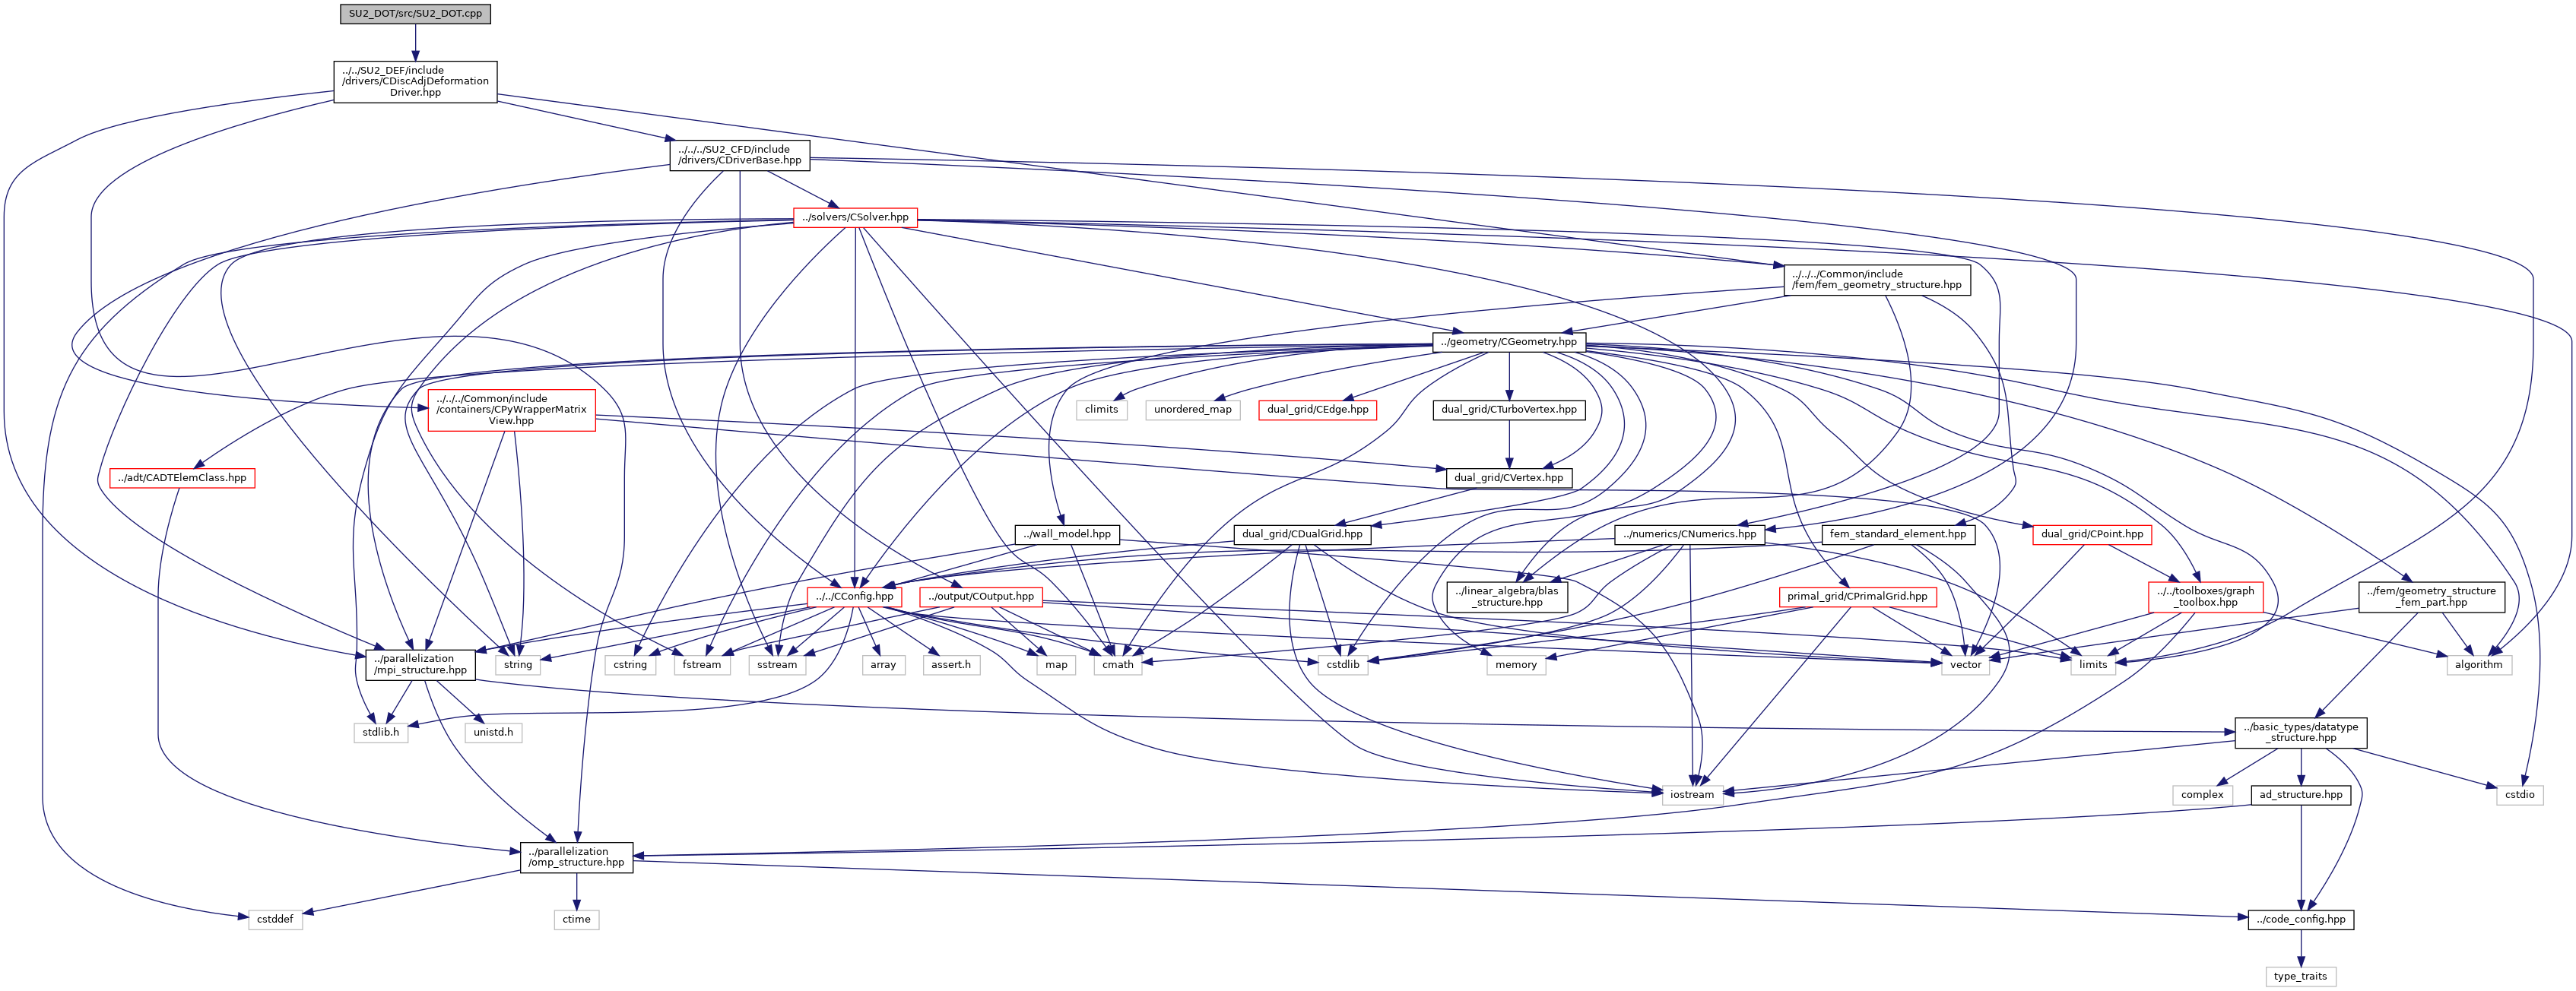 SU2_DOT/src/SU2_DOT.cpp
../../SU2_DEF/include
/drivers/CDiscAdjDeformation
Driver.hpp
../../../SU2_CFD/include
/drivers/CDriverBase.hpp
../solvers/CSolver.hpp
../../../Common/include
/fem/fem_geometry_structure.hpp
../geometry/CGeometry.hpp
../../../Common/include
/containers/CPyWrapperMatrix
View.hpp
climits
unordered_map
dual_grid/CEdge.hpp
dual_grid/CTurboVertex.hpp
../adt/CADTElemClass.hpp
dual_grid/CVertex.hpp
../wall_model.hpp
dual_grid/CDualGrid.hpp
../numerics/CNumerics.hpp
fem_standard_element.hpp
dual_grid/CPoint.hpp
../../CConfig.hpp
../output/COutput.hpp
../linear_algebra/blas
_structure.hpp
primal_grid/CPrimalGrid.hpp
../../toolboxes/graph
_toolbox.hpp
../fem/geometry_structure
_fem_part.hpp
../parallelization
/mpi_structure.hpp
string
cstring
fstream
sstream
array
assert.h
map
cmath
cstdlib
memory
vector
limits
algorithm
stdlib.h
unistd.h
../basic_types/datatype
_structure.hpp
iostream
complex
ad_structure.hpp
cstdio
../parallelization
/omp_structure.hpp
cstddef
ctime
../code_config.hpp
type_traits